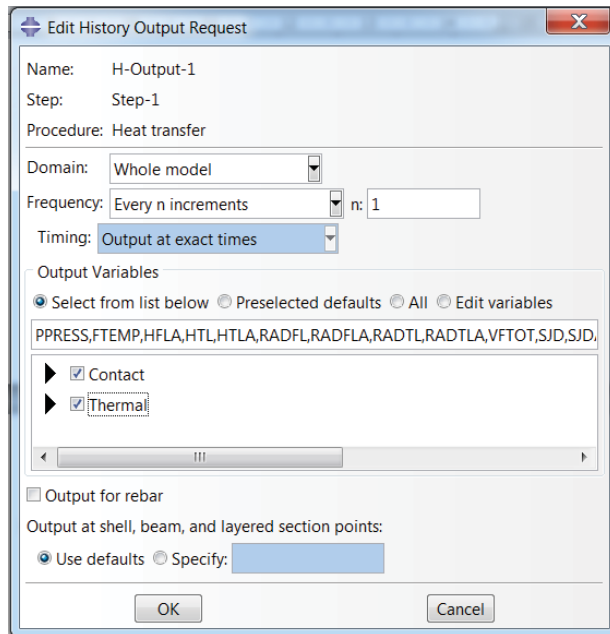 Edit History Output Request
Name: H-Output-1
Step: Step-1
Procedure: Heat transfer
Domain: Whole model
Frequency: Every n increments n: 1
Timing: Output at exact times
Output Variables
Select from list below Preselected defaults All Edit variables
PPRESS,FTEMP,HFLA,HTL,HTLA,RADFL,RADFLA,RADTL,RADTLA,VFTOT,SJD,SJD
Contact
Thermal
Output for rebar
Output at shell, beam, and layered section points:
Use defaults Specify:
OK Cancel